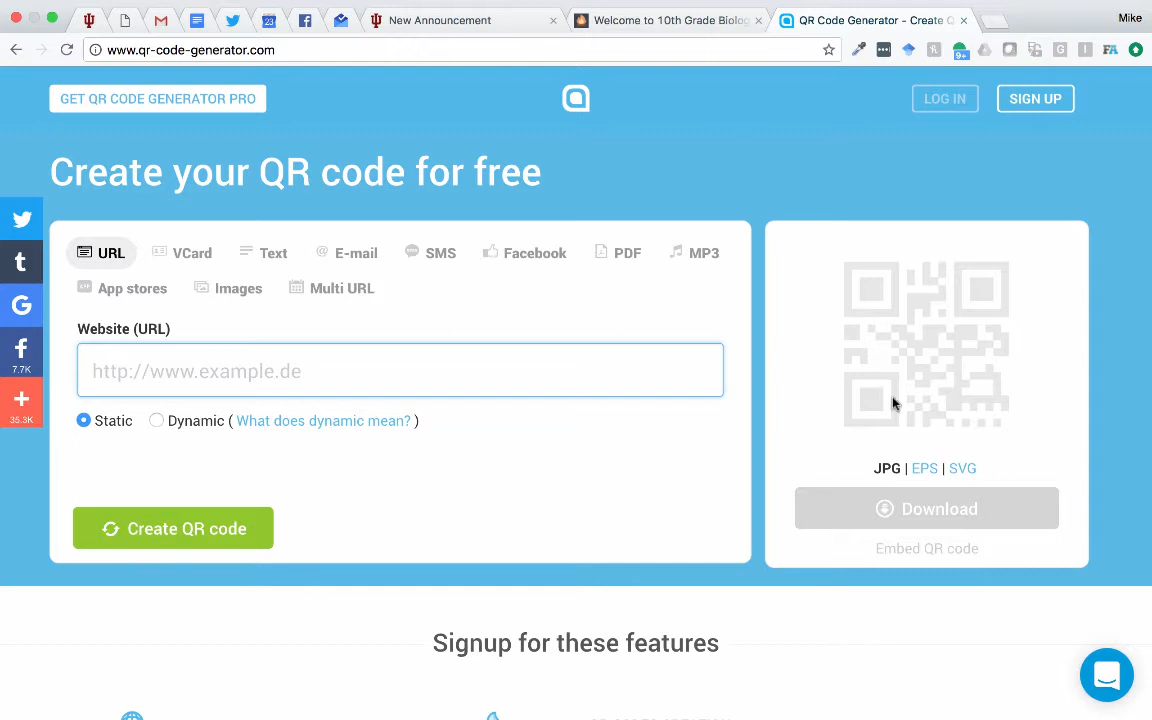 New Announcement
Welcome to 10th Grade Biolog
QR Code Generator – Create Q
Mike
www.qr-code-generator.com
GET QR CODE GENERATOR PRO
LOG IN
SIGN UP
Create your QR code for free
URL
VCard
Text
E-mail
SMS
Facebook
PDF
MP3
App stores
Images
Multi URL
Website (URL)
http://www.example.de
Static
Dynamic ( What does dynamic mean? )
Create QR code
JPG | EPS | SVG
Download
Embed QR code
7.7K
35.3K
Signup for these features